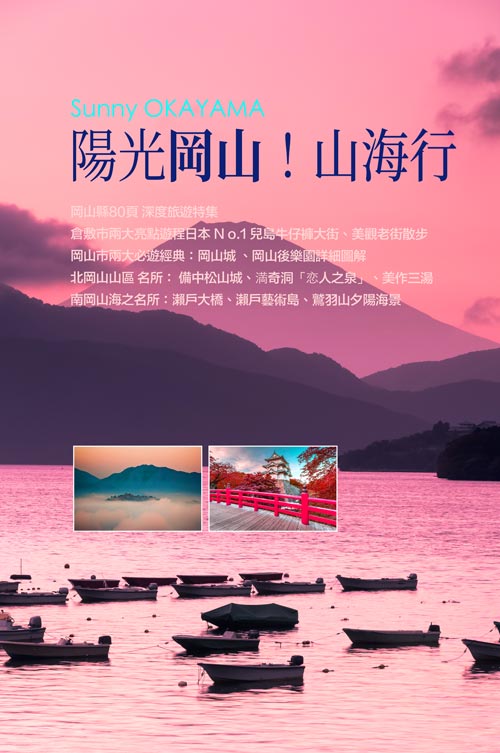 Sunny OKAYAMA
陽光岡山！山海行
岡山縣80頁 深度旅遊特集
倉敷市兩大亮點遊程日本 N o.1 兒島牛仔褲大街、美觀老街散步
岡山市兩大必遊經典：岡山城 、岡山後樂園詳細圖解
北岡山山區 名所： 備中松山城、満奇洞「恋人之泉」、美作三湯
南岡山海之名所：瀨戶大橋、瀨戶藝術島、鷲羽山夕陽海景